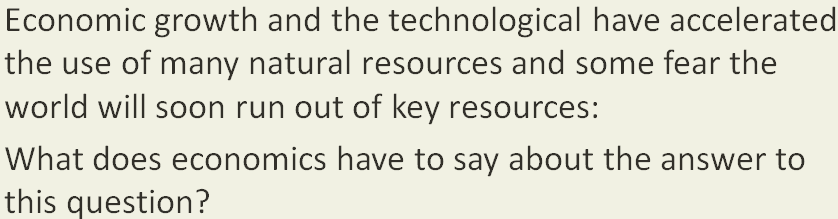 Economic growth and the technological have accelerated
the use of many natural resources and some fear the
world will soon run out of key resources:
What does economics have to say about the answer to
this question?